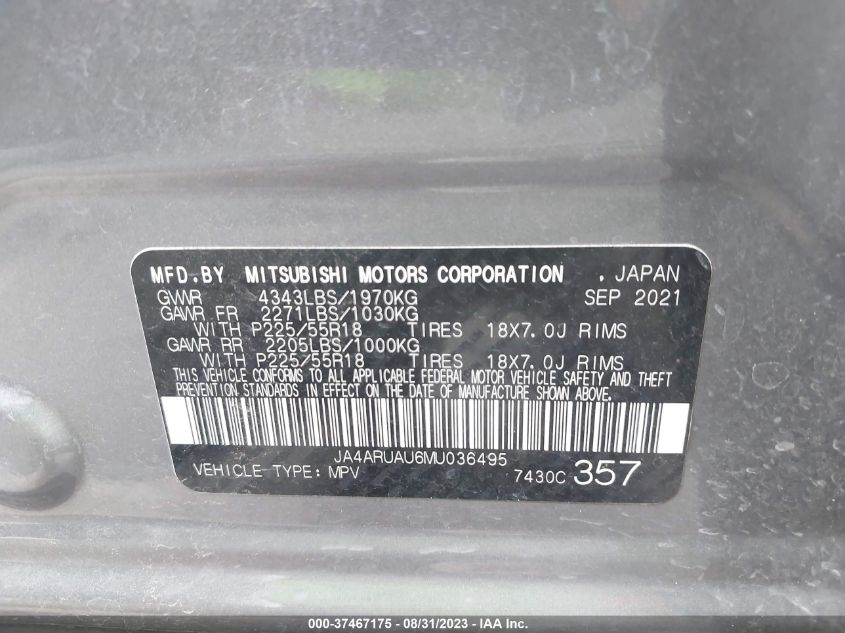 MFD.BY MITSUBISHI MOTORS CORPORATION . JAPAN
GVWR 4343LBS/1970KG SEP 2021
GAWR FR 2271LBS/1030KG
WITH P225/55R18 TIRES 18X7.0J RIMS
GAWR RR 2205LBS/1000KG
WITH P225/55R18 TIRES 18X7.0J RIMS
THIS VEHICLE CONFORMS TO ALL APPLICABLE FEDERAL MOTOR VEHICLE SAFETY AND THEFT
PREVENTION STANDARDS IN EFFECT ON THE DATE OF MANUFACTURE SHOWN ABOVE.
JA4ARUAU6MU036495
VEHICLE TYPE: MPV 7430C 357
000-37467175 - 08/31/2023 - IAA Inc.